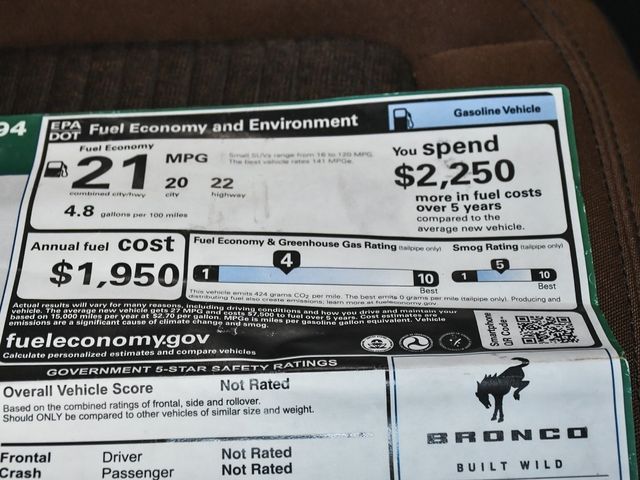 94
EPA
DOT
Fuel Economy and Environment
Gasoline Vehicle
Fuel Economy
21
MPG
Small SUVs range from 16 to 120 MPG.
The best vehicle rates 141 MPGe.
combined city/hwy
20
city
22
highway
4.8 gallons per 100 miles
You spend
$2,250
more in fuel costs
over 5 years
compared to the
average new vehicle.
Annual fuel cost
$1,950
Fuel Economy & Greenhouse Gas Rating (tailpipe only)
1
4
10
Best
Smog Rating (tailpipe only)
1
5
10
Best
This vehicle emits 424 grams CO2 per mile. The best emits 0 grams per mile (tailpipe only). Producing and
distributing fuel also create emissions; learn more at fueleconomy.gov.
Actual results will vary for many reasons, including driving conditions and how you drive and maintain your
vehicle. The average new vehicle gets 27 MPG and costs $7,500 to fuel over 5 years. Cost estimates are
based on 15,000 miles per year at $2.70 per gallon. MPGe is miles per gasoline gallon equivalent. Vehicle
emissions are a significant cause of climate change and smog.
fueleconomy.gov
Calculate personalized estimates and compare vehicles
Smartphone
QR Code
GOVERNMENT 5-STAR SAFETY RATINGS
Overall Vehicle Score Not Rated
Based on the combined ratings of frontal, side and rollover.
Should ONLY be compared to other vehicles of similar size and weight.
Frontal Driver Not Rated
Crash Passenger Not Rated
BRONCO
BUILT WILD